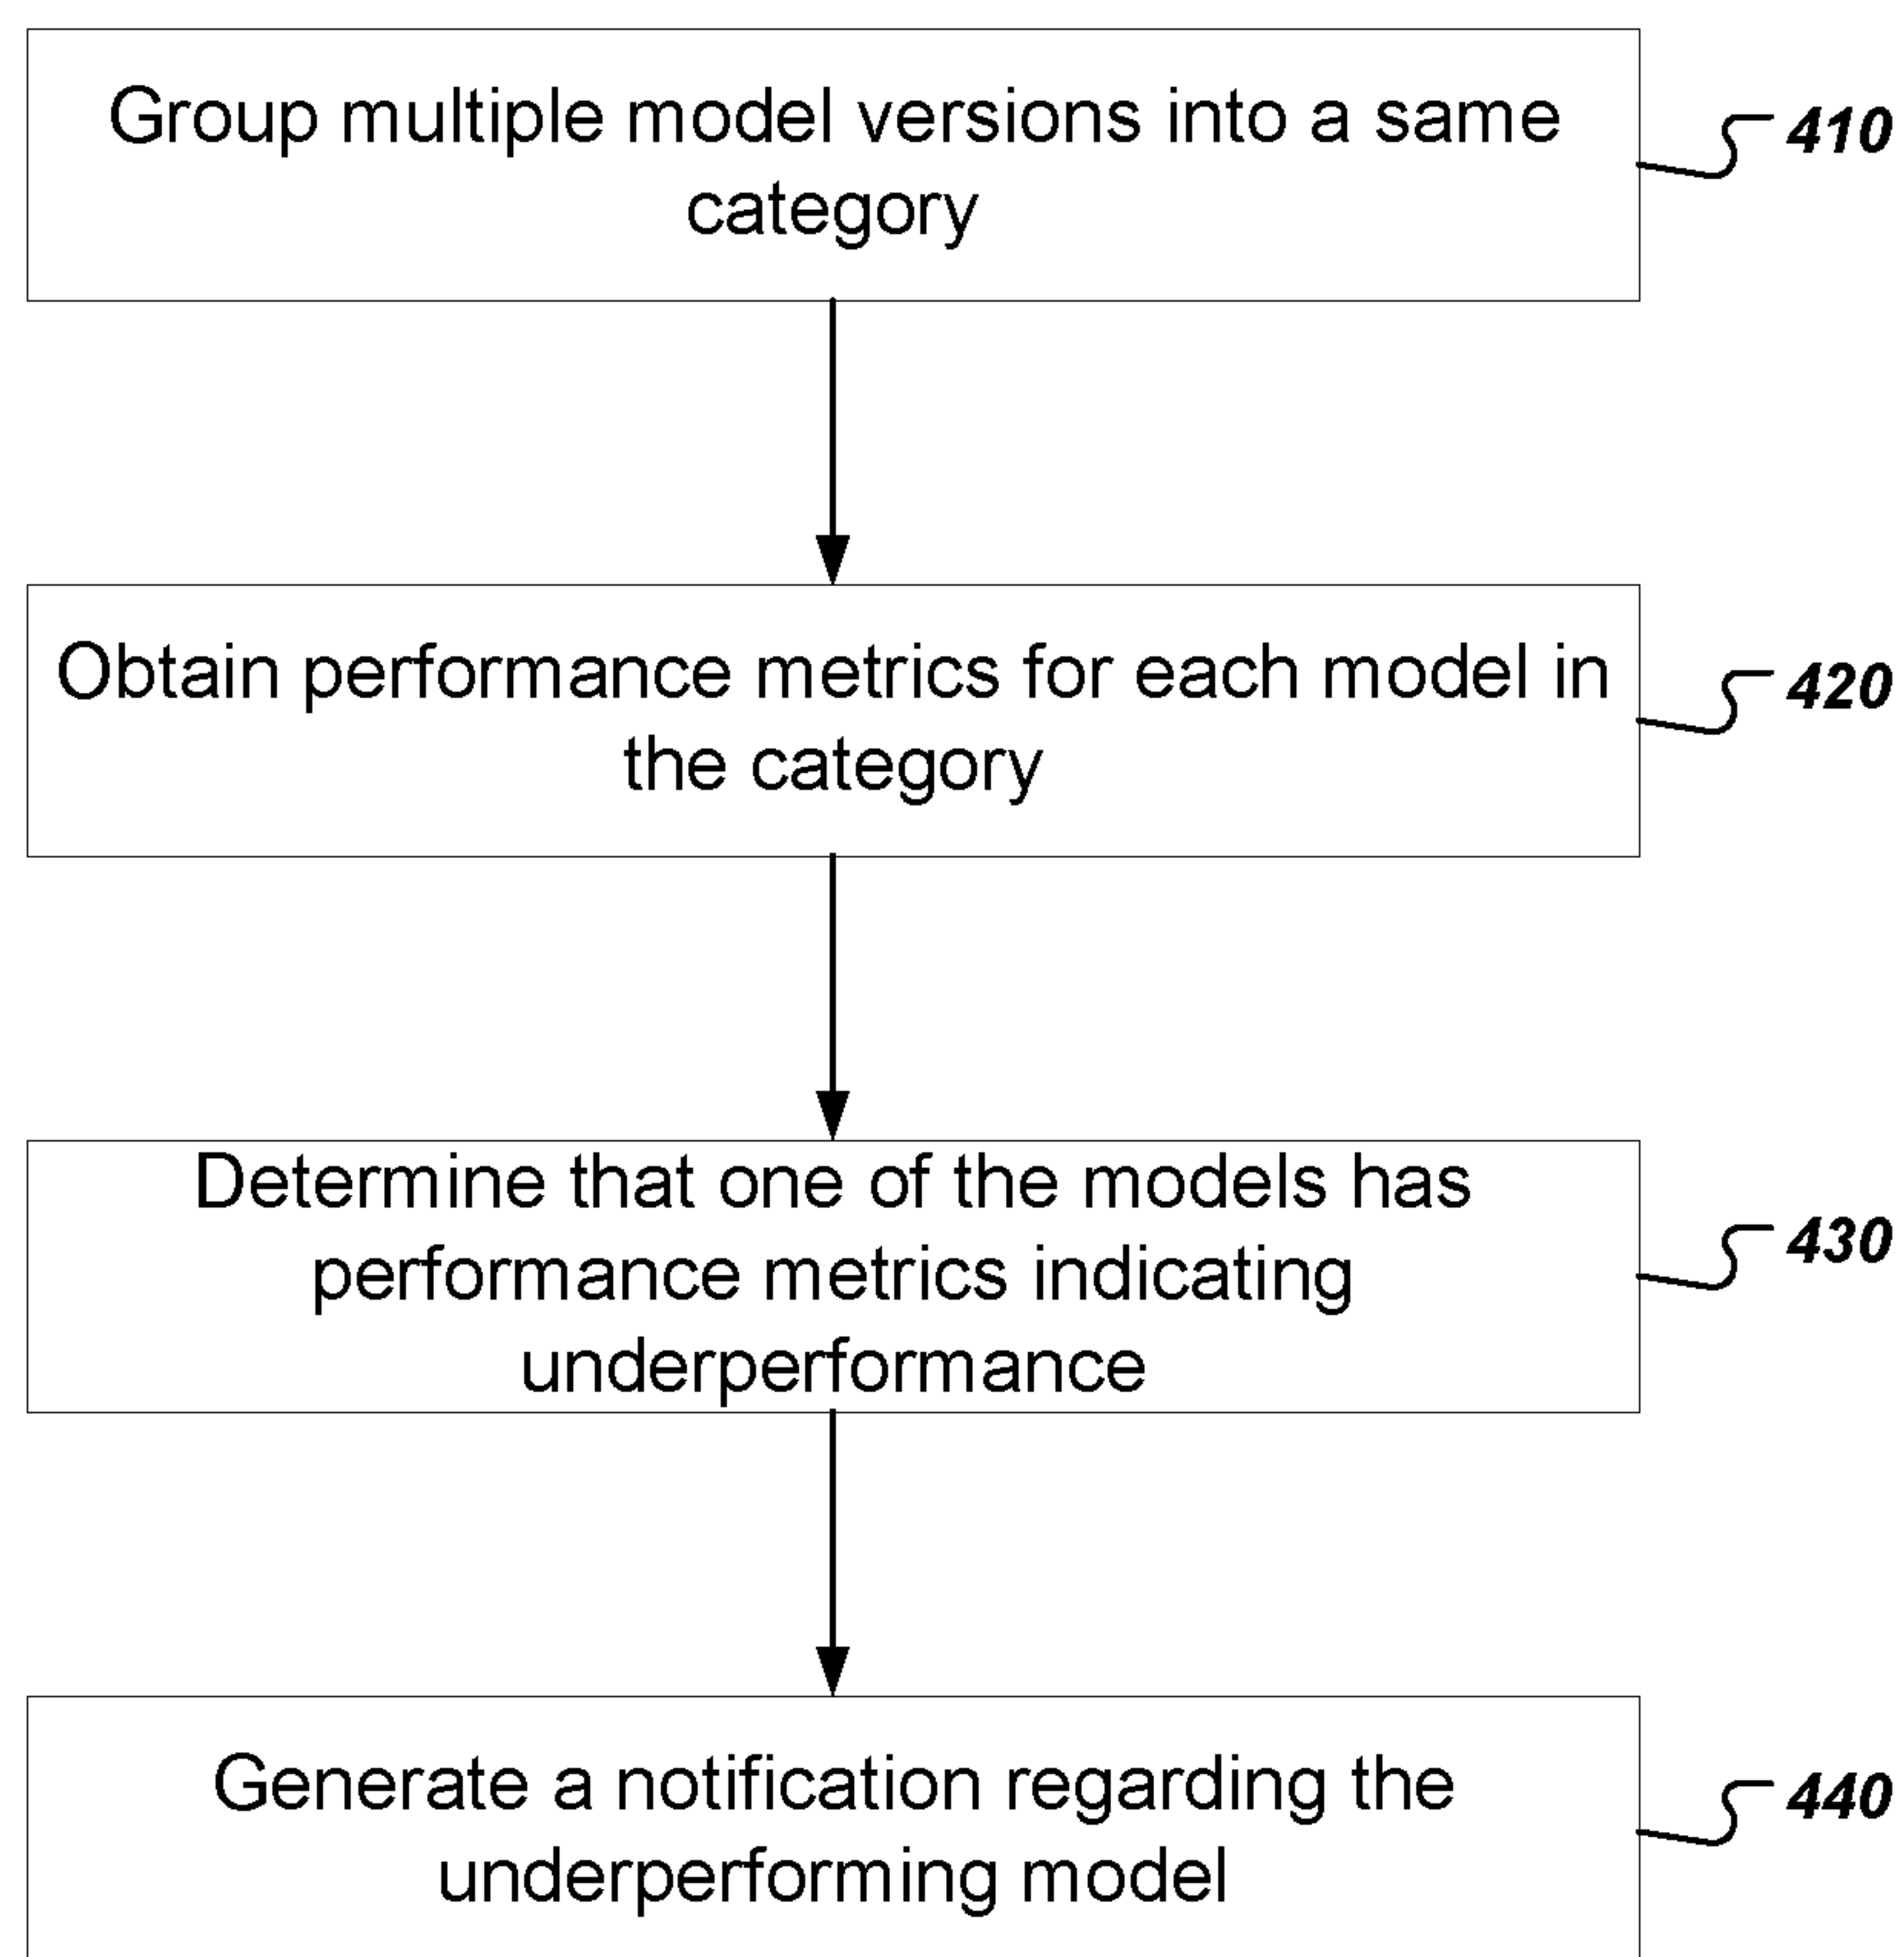 Group multiple model versions into a same
category
410
Obtain performance metrics for each model in
the category
420
Determine that one of the models has
performance metrics indicating
underperformance
430
Generate a notification regarding the
underperforming model
440